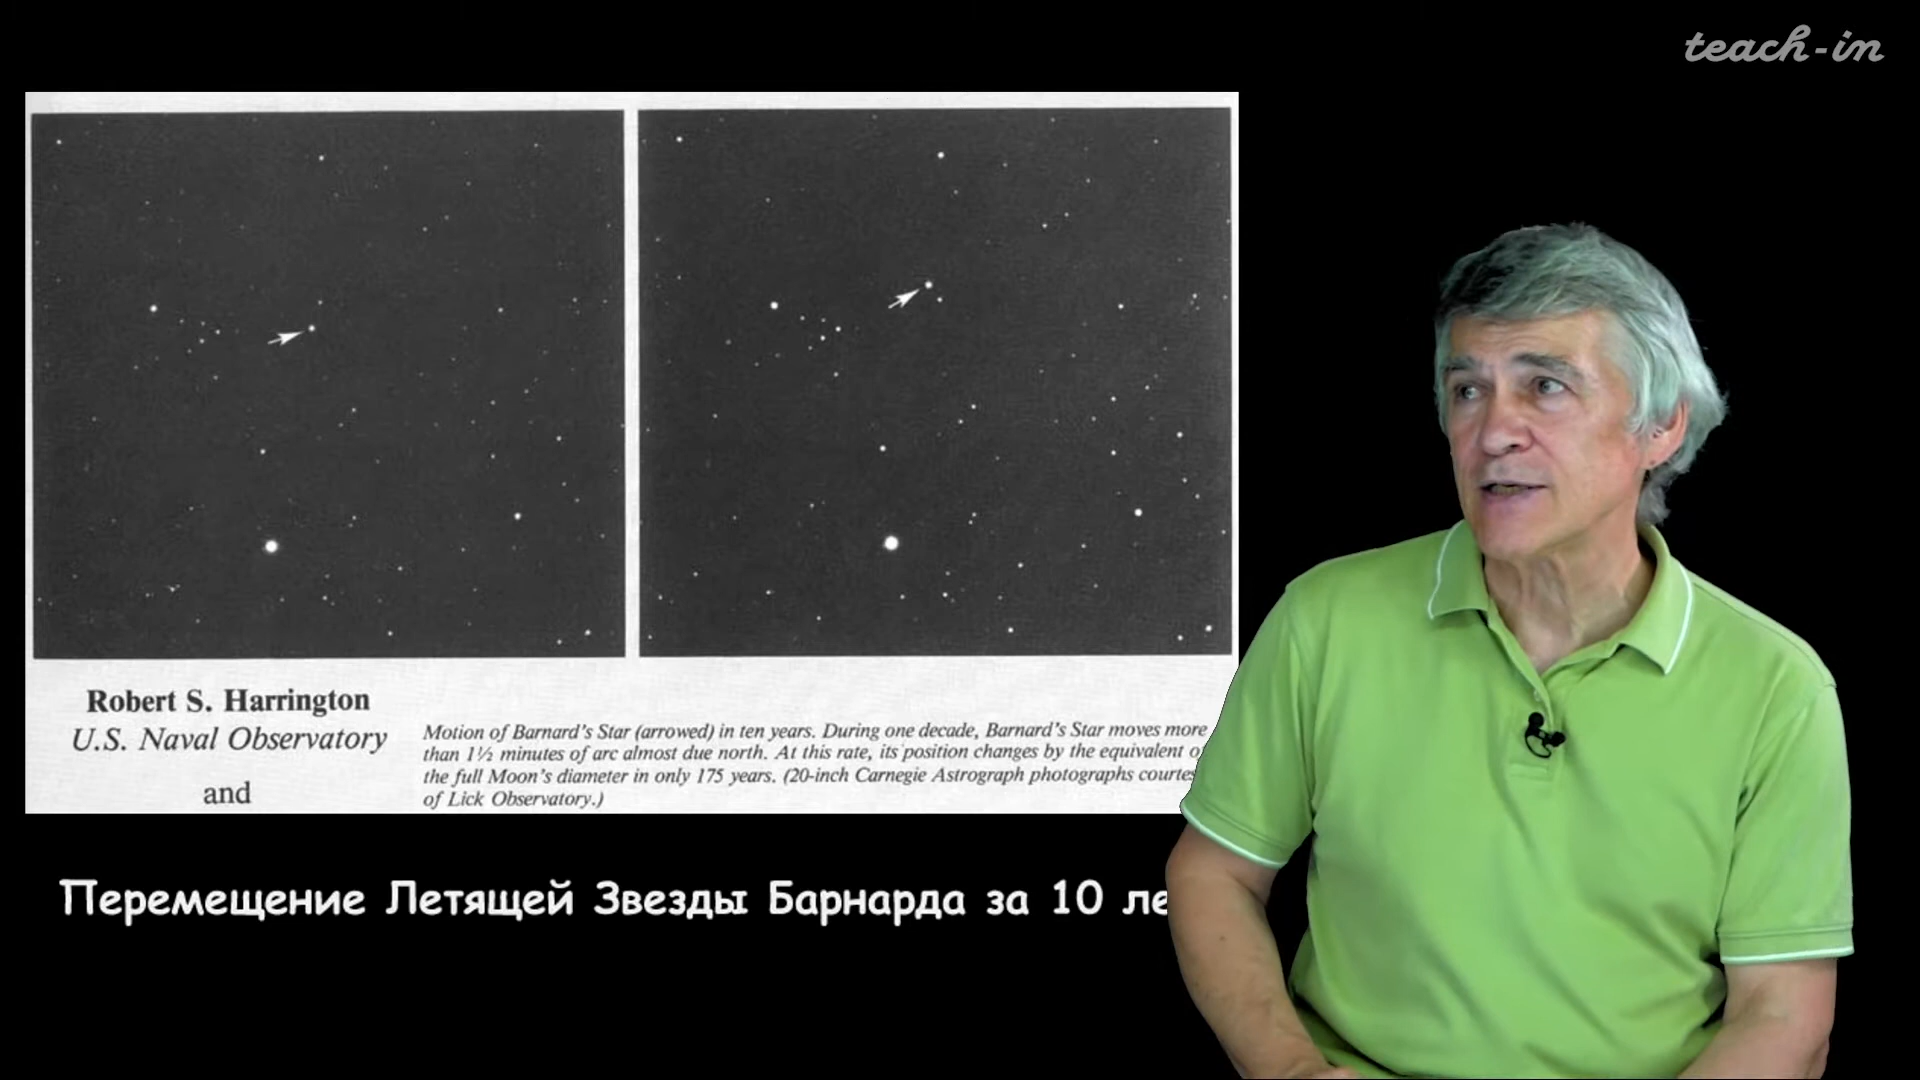 teach-in
Robert S. Harrington
U.S. Naval Observatory
and
Motion of Barnard's Star (arrowed) in ten years. During one decade, Barnard's Star moves more
than 1½ minutes of arc almost due north. At this rate, its position changes by the equivalent
the full Moon's diameter in only 175 years. (20-inch Carnegie Astrograph photographs
of Lick Observatory.)
Перемещение Летящей Звезды Барнарда за 10